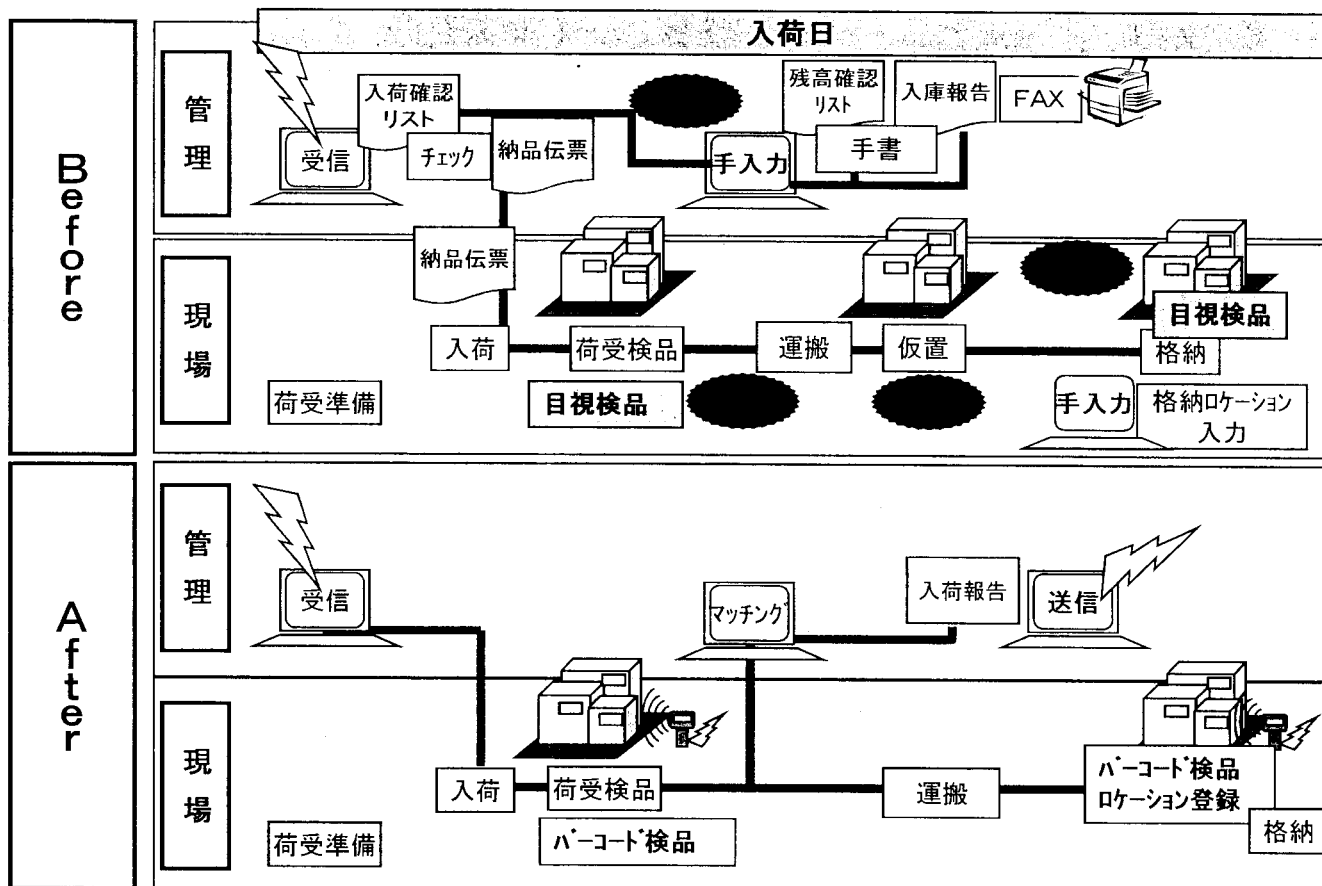 入荷日
Before
管理
受信
入荷確認
リスト
チェック
納品伝票
手入力
残高確認
リスト
手書
入庫報告
FAX
現場
納品伝票
入荷
荷受検品
運搬
仮置
目視検品
格納
荷受準備
目視検品
手入力
格納ロケーション
入力
After
管理
受信
マッチング
入荷報告
送信
現場
入荷
荷受検品
運搬
バーコード検品
ロケーション登録
格納
荷受準備
バーコード検品